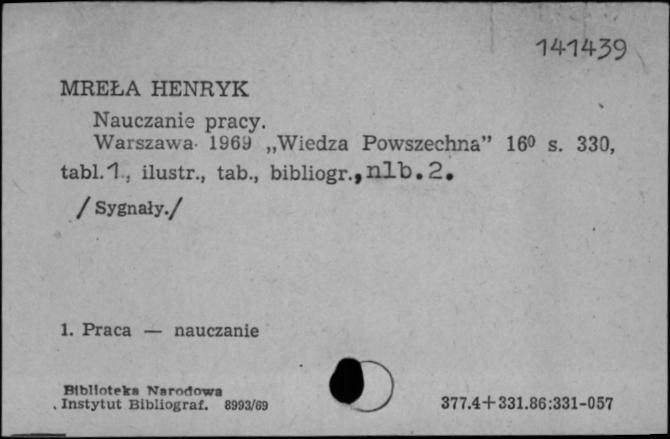 141439
MREŁA HENRYK
Nauczanie pracy.
Warszawa 1969 „Wiedza Powszechna” 16⁰ s. 330,
tabl. 1., ilustr., tab., bibliogr., nlb. 2.
/ Sygnały./
1. Praca — nauczanie
Biblioteka Narodowa
Instytut Bibliograf. 8993/69
377.4+331.86:331-057